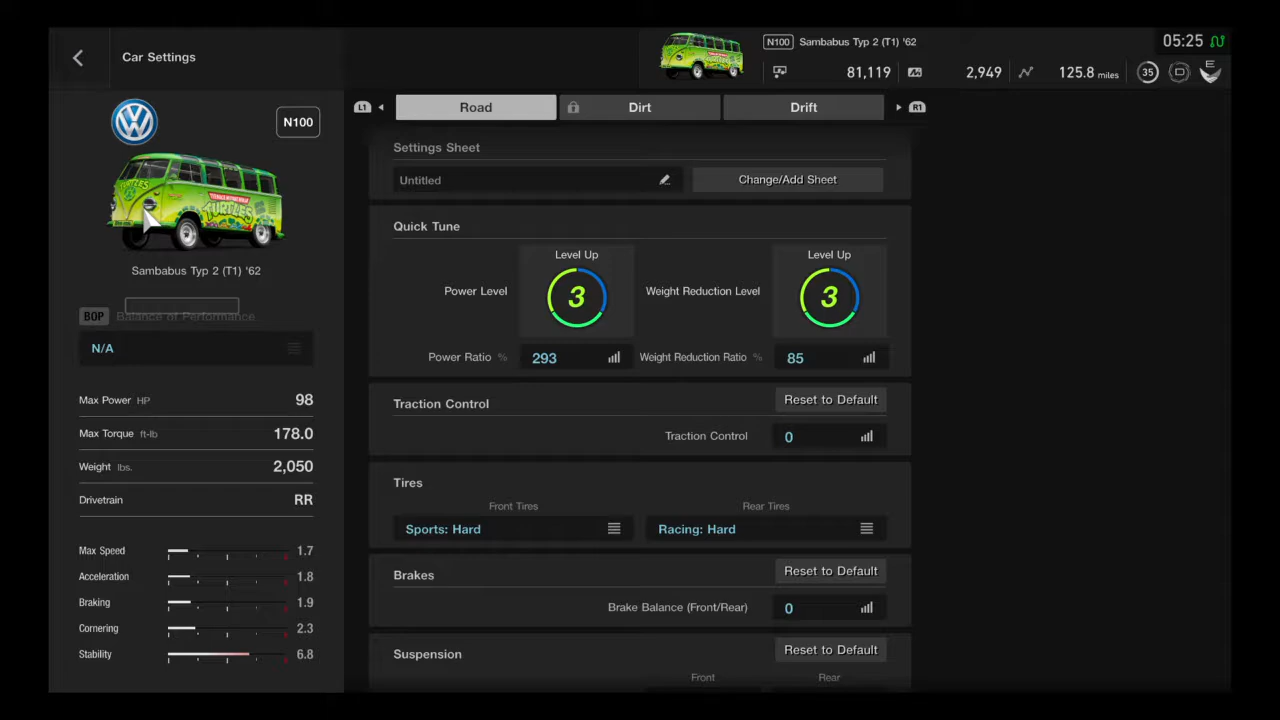 Car Settings
N100 Sambabus Typ 2 (T1) '62
81,119 2,949 125.8 miles 35 E
05:25
N100
TURTLES
TURTLES
Sambabus Typ 2 (T1) '62
BOP Balance of Performance
N/A
Max Power HP 98
Max Torque ft-lb 178.0
Weight lbs. 2,050
Drivetrain RR
Max Speed 1.7
Acceleration 1.8
Braking 1.9
Cornering 2.3
Stability 6.8
L1 Road Dirt Drift R1
Settings Sheet
Untitled Change/Add Sheet
Quick Tune
Level Up Level Up
Power Level 3 Weight Reduction Level 3
Power Ratio % 293 Weight Reduction Ratio % 85
Traction Control Reset to Default
Traction Control 0
Tires
Front Tires Rear Tires
Sports: Hard Racing: Hard
Brakes Reset to Default
Brake Balance (Front/Rear) 0
Suspension Reset to Default
Front Rear